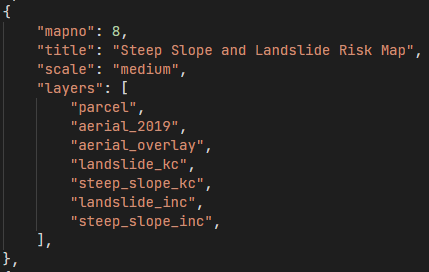 {
    "mapno": 8,
    "title": "Steep Slope and Landslide Risk Map",
    "scale": "medium",
    "layers": [
        "parcel",
        "aerial_2019",
        "aerial_overlay",
        "landslide_kc",
        "steep_slope_kc",
        "landslide_inc",
        "steep_slope_inc",
    ],
},